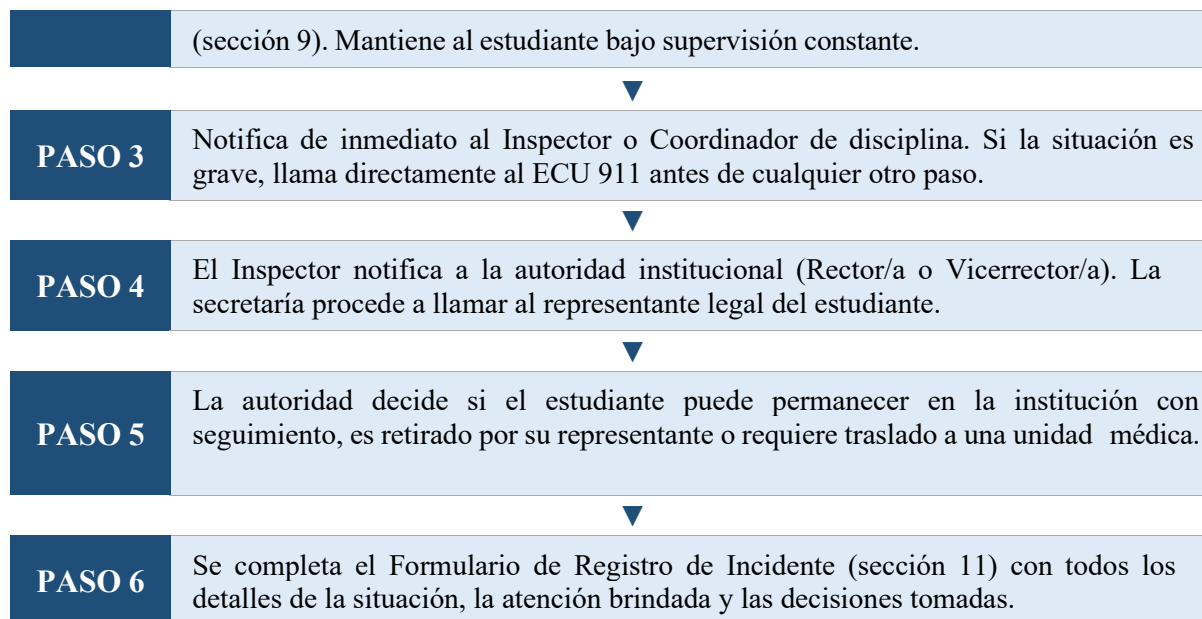 (sección 9). Mantiene al estudiante bajo supervisión constante.
PASO 3
Notifica de inmediato al Inspector o Coordinador de disciplina. Si la situación es
grave, llama directamente al ECU 911 antes de cualquier otro paso.
PASO 4
El Inspector notifica a la autoridad institucional (Rector/a o Vicerrector/a). La
secretaría procede a llamar al representante legal del estudiante.
PASO 5
La autoridad decide si el estudiante puede permanecer en la institución con
seguimiento, es retirado por su representante o requiere traslado a una unidad médica.
PASO 6
Se completa el Formulario de Registro de Incidente (sección 11) con todos los
detalles de la situación, la atención brindada y las decisiones tomadas.